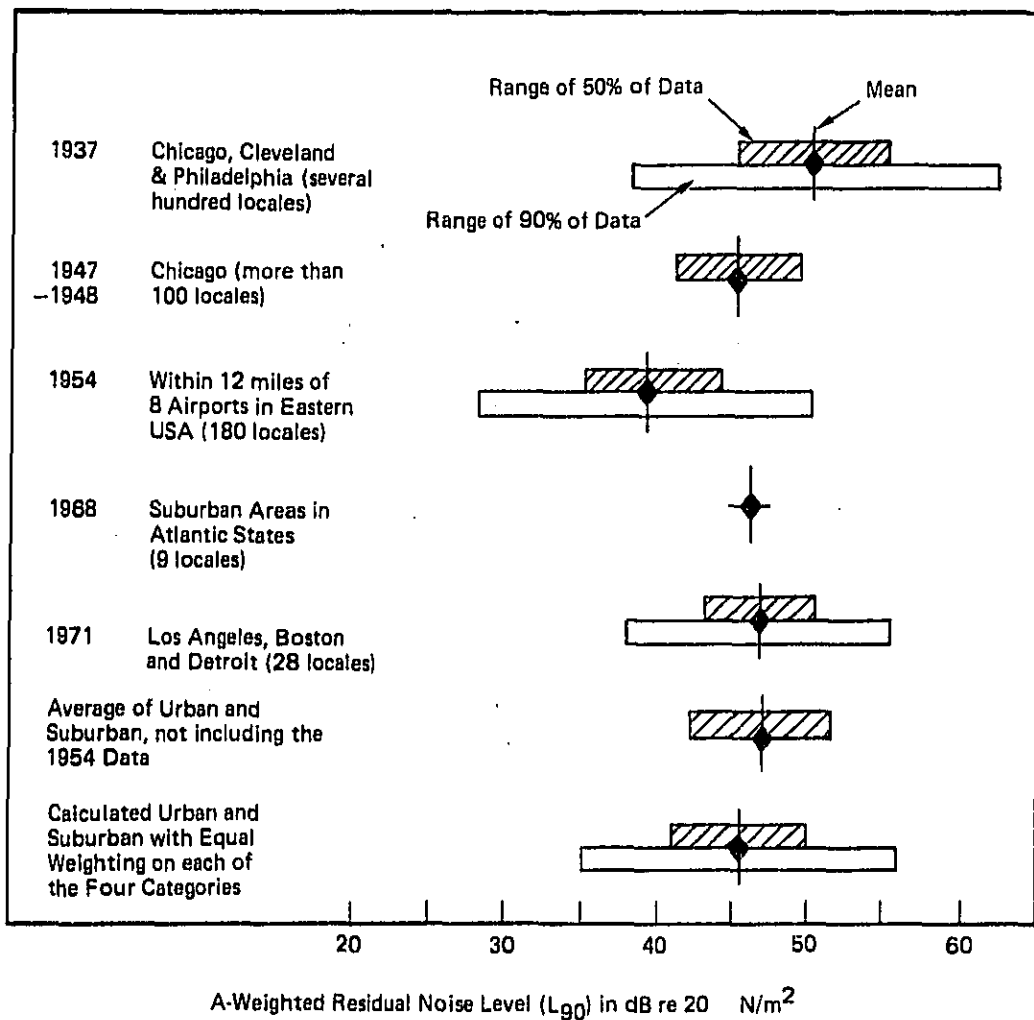 Range of 50% of Data
Mean
1937 Chicago, Cleveland
& Philadelphia (several
hundred locales)
Range of 90% of Data
1947 Chicago (more than
–1948 100 locales)
1954 Within 12 miles of
8 Airports in Eastern
USA (180 locales)
1968 Suburban Areas in
Atlantic States
(9 locales)
1971 Los Angeles, Boston
and Detroit (28 locales)
Average of Urban and
Suburban, not including the
1954 Data
Calculated Urban and
Suburban with Equal
Weighting on each of
the Four Categories
20 30 40 50 60
A-Weighted Residual Noise Level (L90) in dB re 20 N/m²